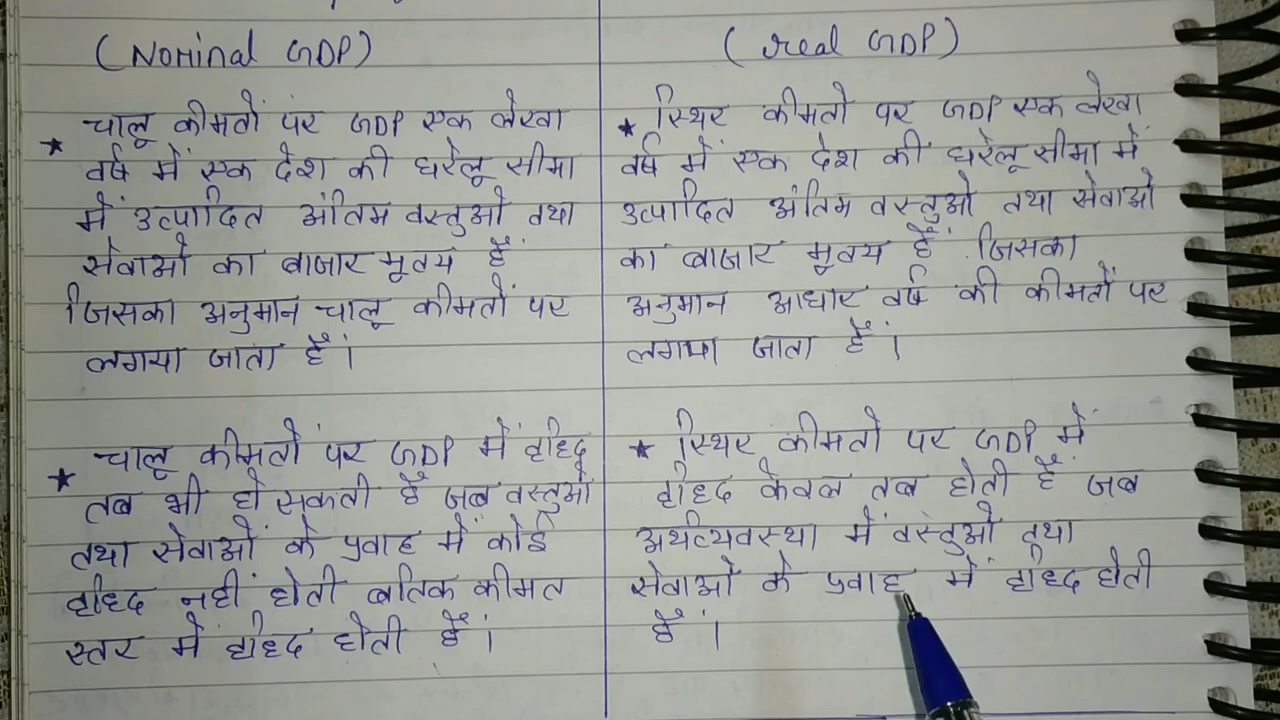 (Nominal GDP)
★ चालू कीमतों पर GDP एक लेखा
वर्ष में एक देश की घरेलू सीमा
में उत्पादित अंतिम वस्तुओ तथा
सेवाओ का बाजार मूल्य हैं
जिसका अनुमान चालू कीमतों पर
लगाया जाता हैं।
★ चालू कीमतों पर GDP में वृद्धि
तब भी हो सकती हैं जब वस्तुओं
तथा सेवाओं के प्रवाह में कोई
वृद्धि नहीं होती बल्कि कीमत
स्तर में वृद्धि होती हैं।
(real GDP)
★ स्थिर कीमतो पर GDP एक लेखा
वर्ष में एक देश की घरेलू सीमा में
उत्पादित अंतिम वस्तुओ तथा सेवाओ
का बाजार मूल्य हैं जिसका
अनुमान आधार वर्ष की कीमतों पर
लगाया जाता हैं।
★ स्थिर कीमतो पर GDP में
वृद्धि केवल तब होती हैं जब
अर्थव्यवस्था में वस्तुओ तथा
सेवाओ के प्रवाह में वृद्धि होती
हैं।